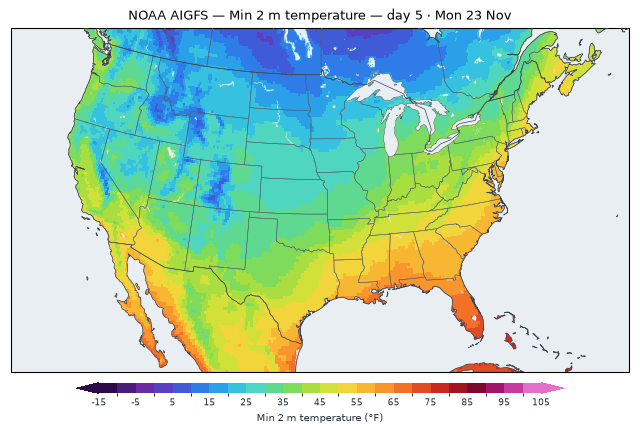 NOAA AIGFS — Min 2 m temperature — day 5 · Mon 23 Nov
-15 -5 5 15 25 35 45 55 65 75 85 95 105
Min 2 m temperature (°F)